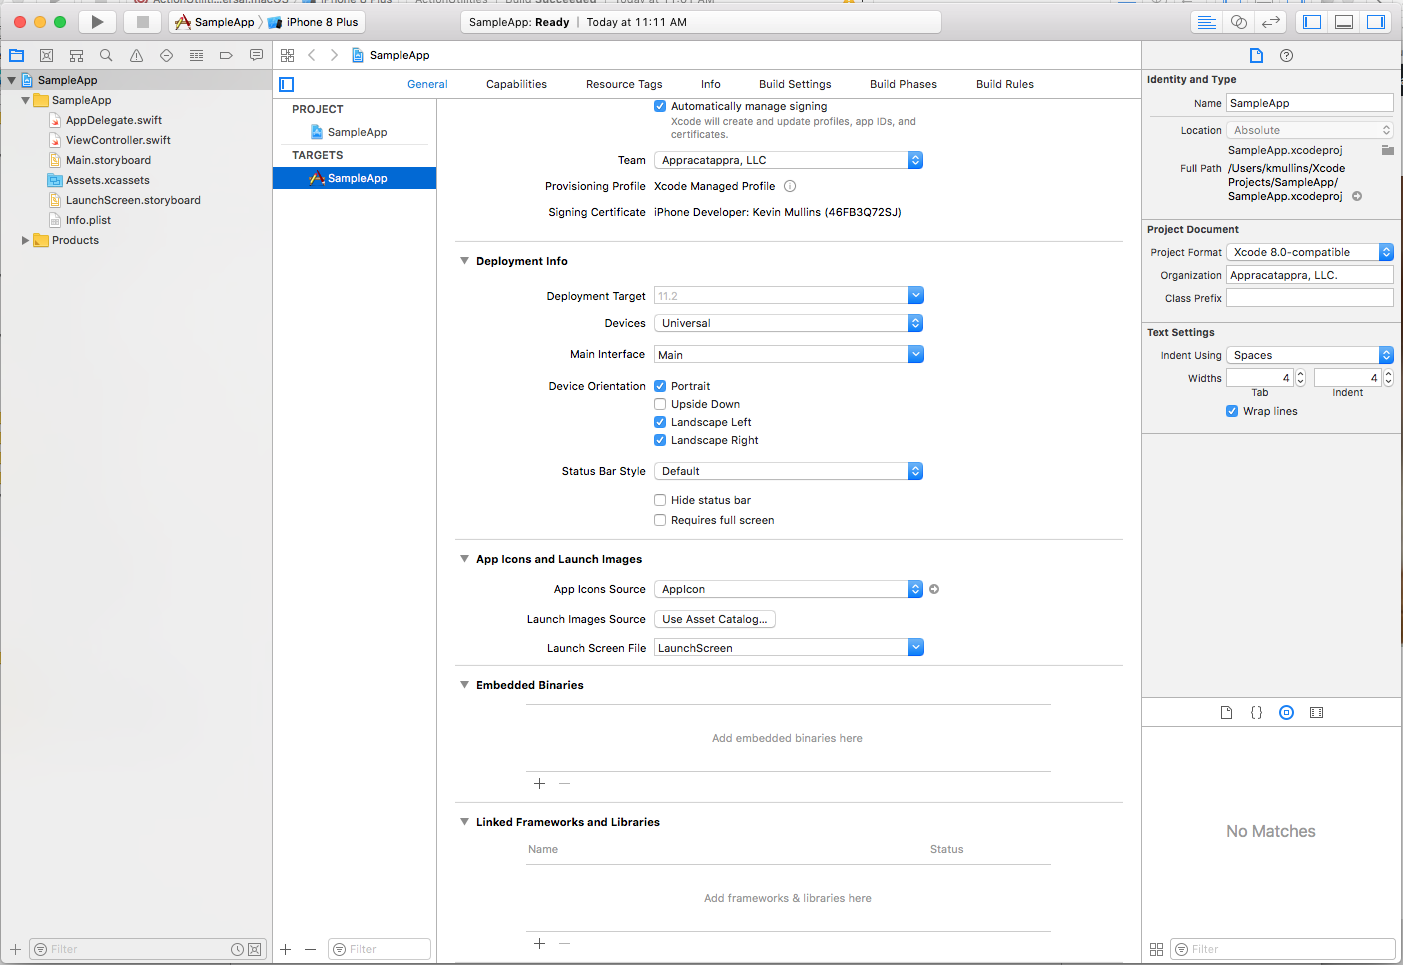 SampleApp
iPhone 8 Plus
SampleApp: Ready | Today at 11:11 AM
SampleApp
SampleApp
SampleApp
AppDelegate.swift
ViewController.swift
Main.storyboard
Assets.xcassets
LaunchScreen.storyboard
Info.plist
Products
Filter
General
Capabilities
Resource Tags
Info
Build Settings
Build Phases
Build Rules
PROJECT
SampleApp
TARGETS
SampleApp
Filter
Automatically manage signing
Xcode will create and update profiles, app IDs, and
certificates.
Team Appracatappra, LLC
Provisioning Profile Xcode Managed Profile
Signing Certificate iPhone Developer: Kevin Mullins (46FB3Q72SJ)
Deployment Info
Deployment Target 11.2
Devices Universal
Main Interface Main
Device Orientation Portrait
Upside Down
Landscape Left
Landscape Right
Status Bar Style Default
Hide status bar
Requires full screen
App Icons and Launch Images
App Icons Source AppIcon
Launch Images Source Use Asset Catalog...
Launch Screen File LaunchScreen
Embedded Binaries
Add embedded binaries here
Linked Frameworks and Libraries
Name Status
Add frameworks & libraries here
Identity and Type
Name SampleApp
Location Absolute
SampleApp.xcodeproj
Full Path /Users/kmullins/Xcode
Projects/SampleApp/
SampleApp.xcodeproj
Project Document
Project Format Xcode 8.0-compatible
Organization Appracatappra, LLC.
Class Prefix
Text Settings
Indent Using Spaces
Widths 4 4
Tab Indent
Wrap lines
No Matches
Filter